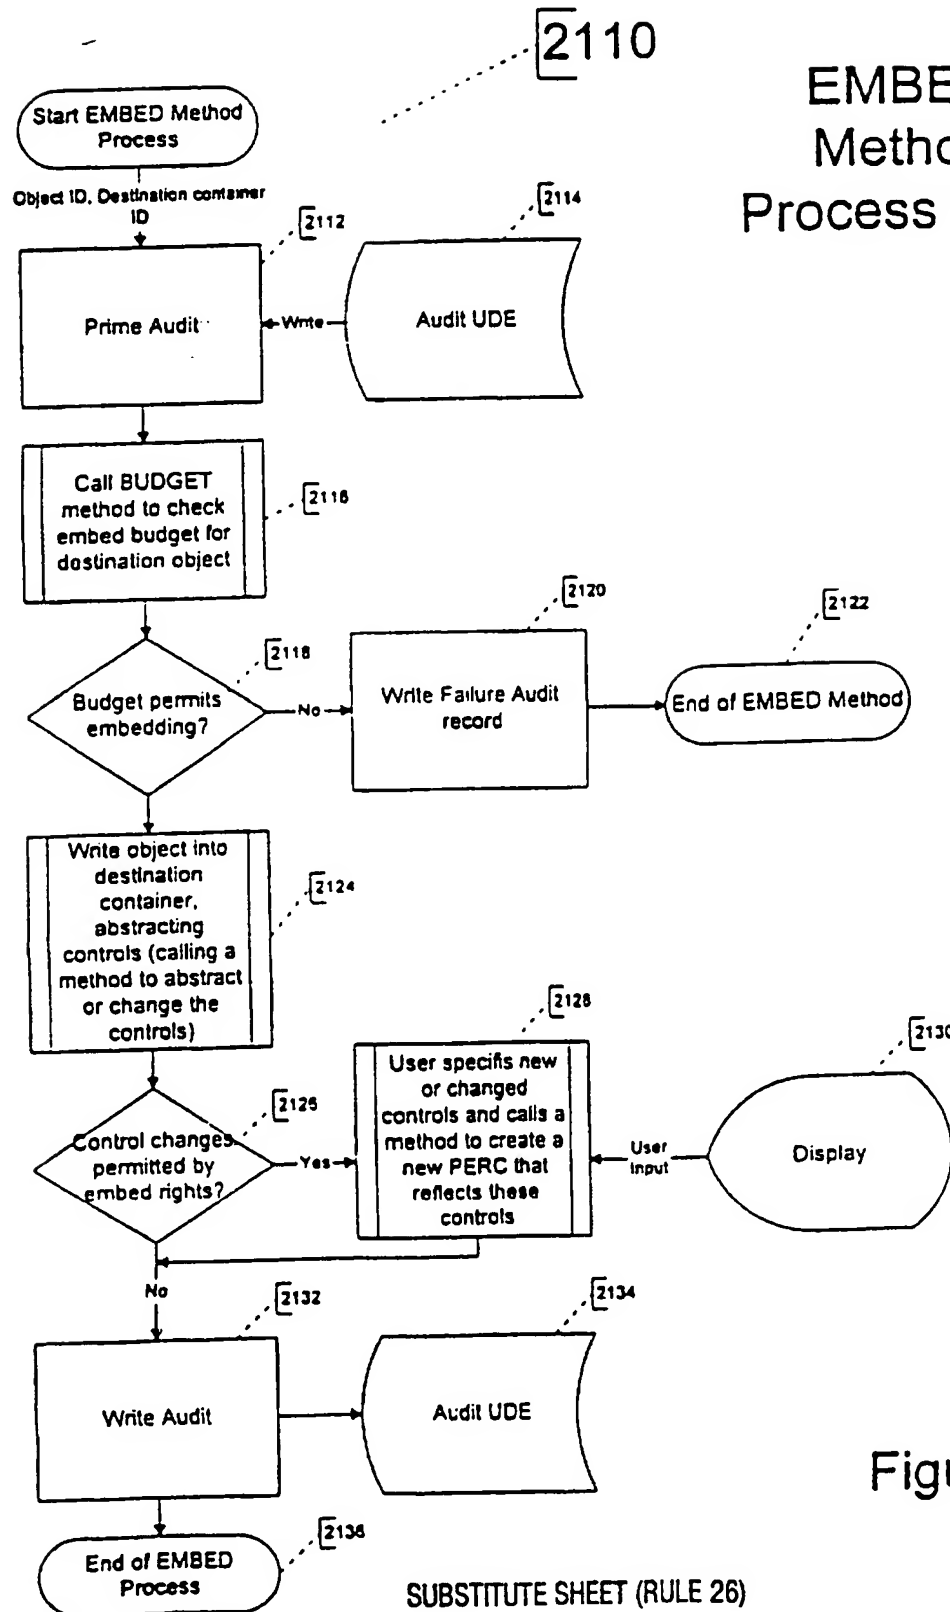 2110
EMBE
Metho
Process
Start EMBED Method
Process
Object ID, Destination container
ID
2112
2114
Prime Audit
Write
Audit UDE
Call BUDGET
method to check
embed budget for
destination object
2116
2118
Budget permits
embedding?
No
2120
Write Failure Audit
record
2122
End of EMBED Method
Write object into
destination
container,
abstracting
controls (calling a
method to abstract
or change the
controls)
2124
2126
Control changes
permitted by
embed rights?
Yes
2128
User specifis new
or changed
controls and calls a
method to create a
new PERC that
reflects these
controls
User
Input
2130
Display
No
2132
Write Audit
2134
Audit UDE
Figu
2136
End of EMBED
Process
SUBSTITUTE SHEET (RULE 26)